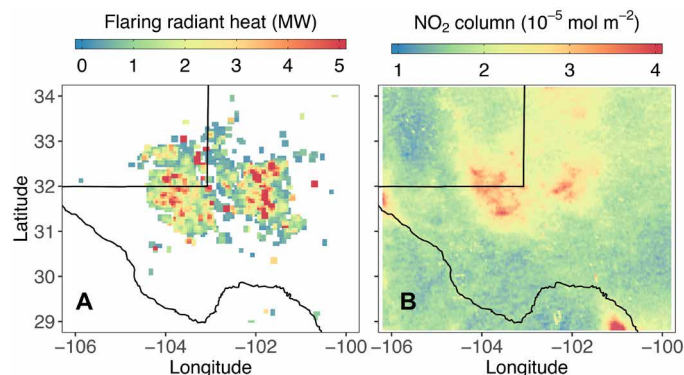 Flaring radiant heat (MW)
0 1 2 3 4 5
NO₂ column (10⁻⁵ mol m⁻²)
1 2 3 4
Latitude
34
33
32
31
30
29
A
−106 −104 −102 −100
Longitude
B
−106 −104 −102 −100
Longitude